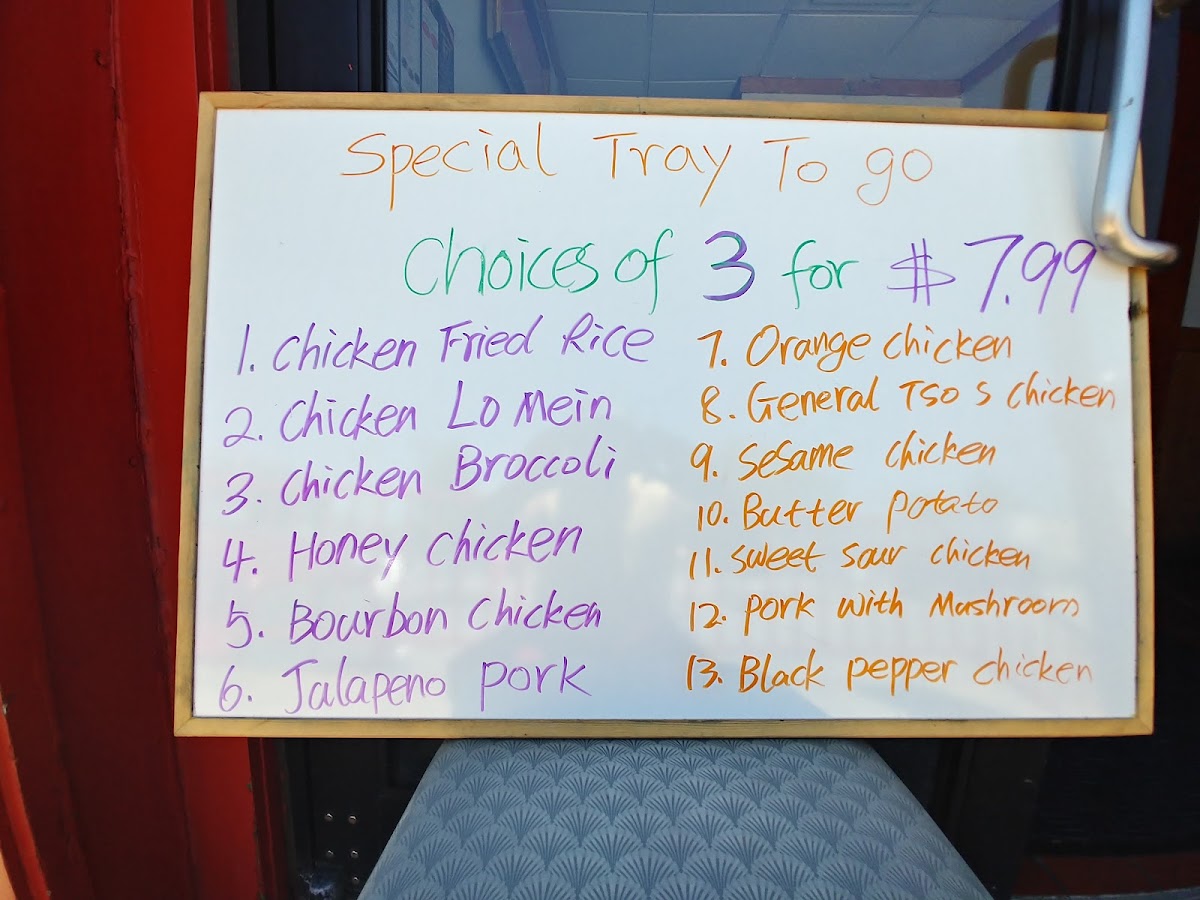 Special Tray To go
Choices of 3 for $7.99
1. Chicken Fried Rice
2. Chicken Lo Mein
3. Chicken Broccoli
4. Honey Chicken
5. Bourbon Chicken
6. Jalapeno pork
7. Orange chicken
8. General Tso s chicken
9. Sesame chicken
10. Butter potato
11. sweet sour chicken
12. pork with Mushroom
13. Black pepper chicken